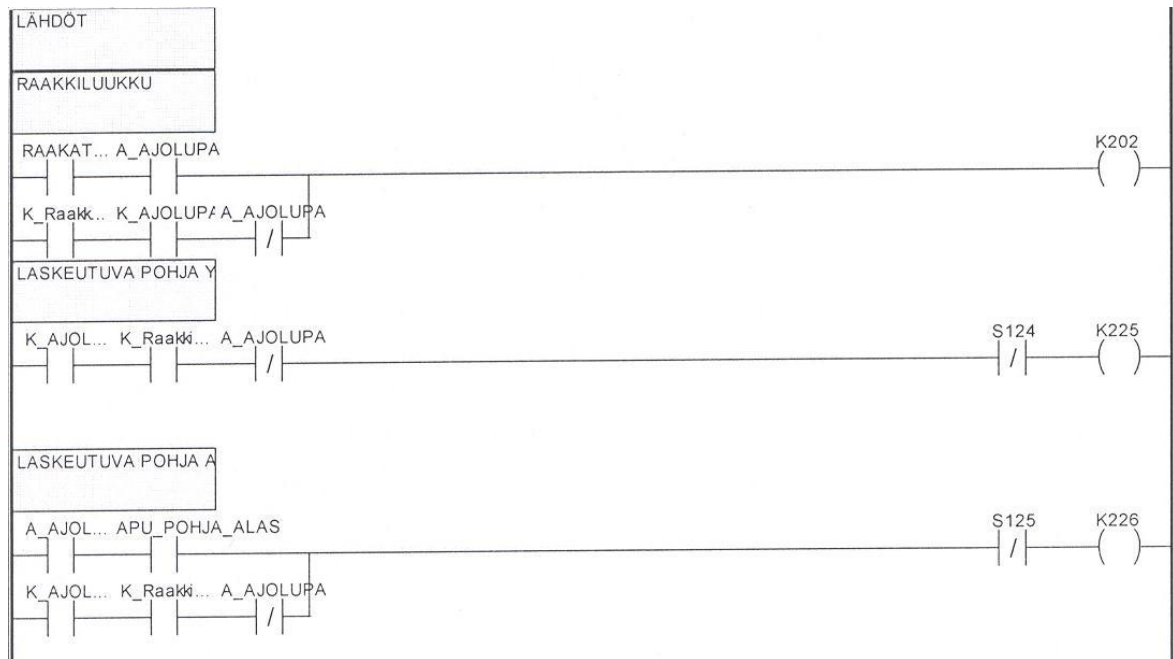 LÄHDÖT
RAAKKILUUKKU
RAAKAT... A_AJOLUPA K202
K_Raakk... K_AJOLUPA A_AJOLUPA
LASKEUTUVA POHJA Y
K_AJOL... K_Raakki... A_AJOLUPA S124 K225
LASKEUTUVA POHJA A
A_AJOL... APU_POHJA_ALAS S125 K226
K_AJOL... K_Raakki... A_AJOLUPA